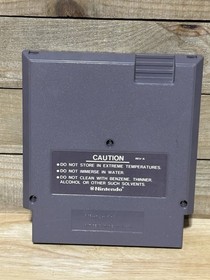 CAUTION
• DO NOT STORE IN EXTREME TEMPERATURES.
• DO NOT IMMERSE IN WATER.
• DO NOT CLEAN WITH BENZENE, THINNER,
ALCOHOL OR OTHER SUCH SOLVENTS.
Nintendo